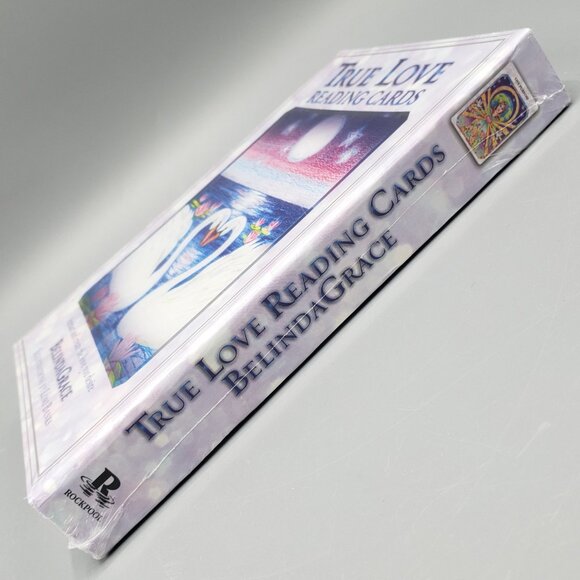 TRUE LOVE
READING CARDS
BELINDAGRACE
TRUE LOVE READING CARDS
BELINDAGRACE
R
ROCKPOOL